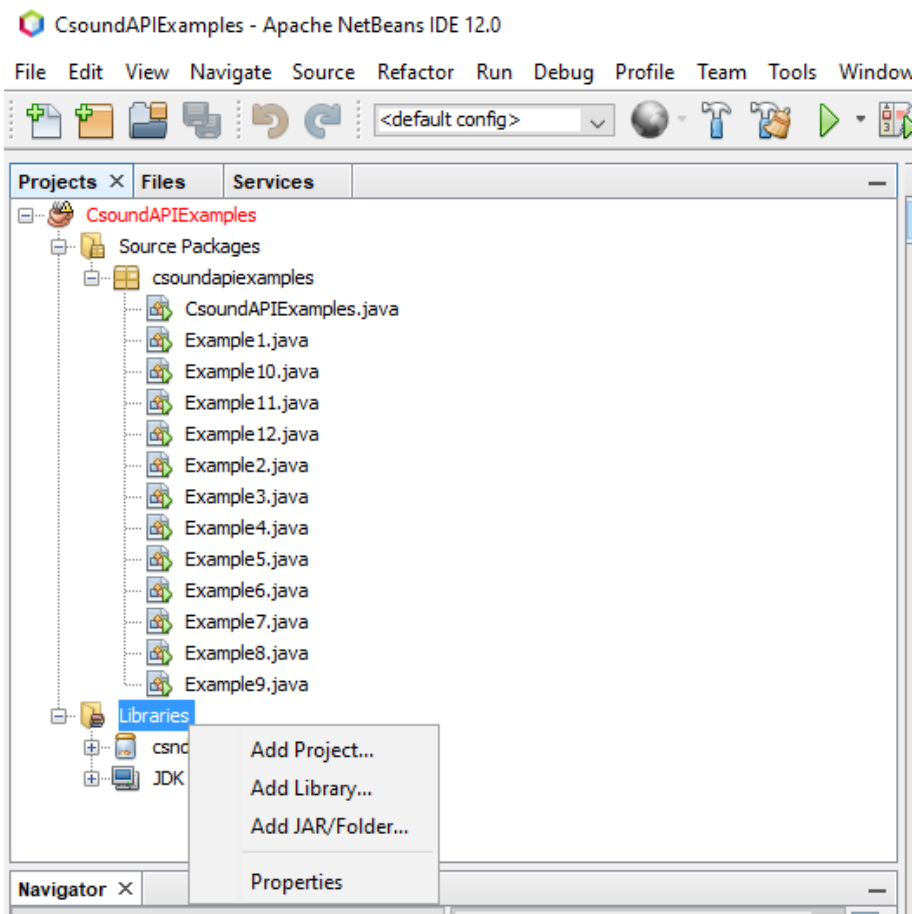 CsoundAPIExamples - Apache NetBeans IDE 12.0
File Edit View Navigate Source Refactor Run Debug Profile Team Tools Window
<default config>
Projects Files Services
CsoundAPIExamples
Source Packages
csoundapiexamples
CsoundAPIExamples.java
Example1.java
Example10.java
Example11.java
Example12.java
Example2.java
Example3.java
Example4.java
Example5.java
Example6.java
Example7.java
Example8.java
Example9.java
Libraries
JDK
Add Project...
Add Library...
Add JAR/Folder...
Properties
Navigator